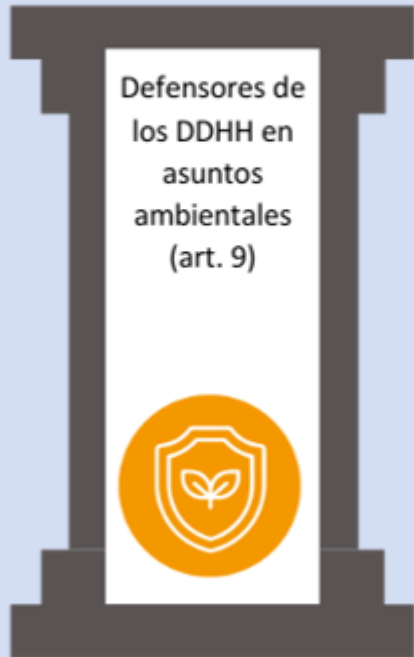 Defensores de
los DDHH en
asuntos
ambientales
(art. 9)